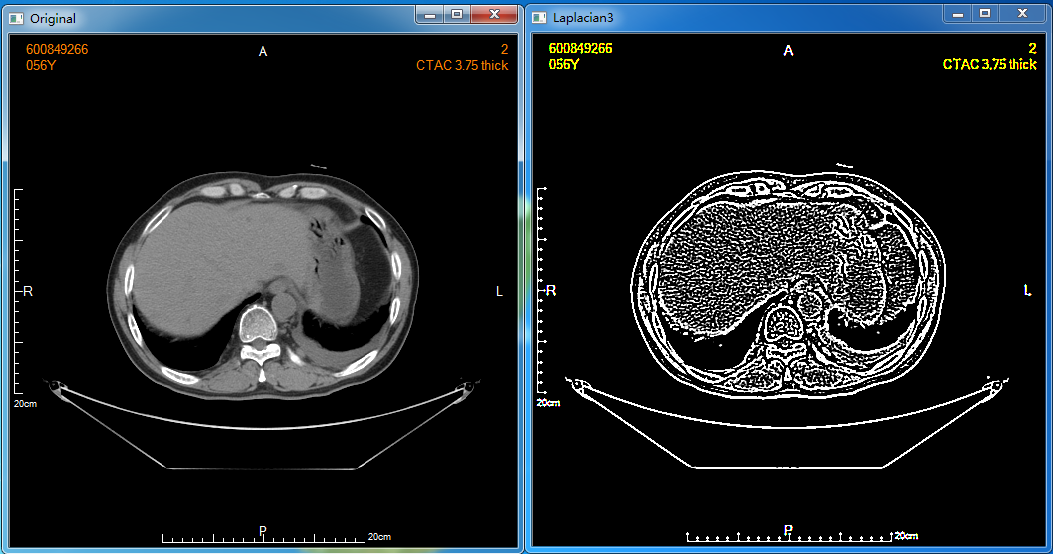 Original
600849266
056Y
A
2
CTAC 3.75 thick
R
L
20cm
P
20cm
Laplacian3
600849266
056Y
A
2
CTAC 3.75 thick
R
L
20cm
P
20cm